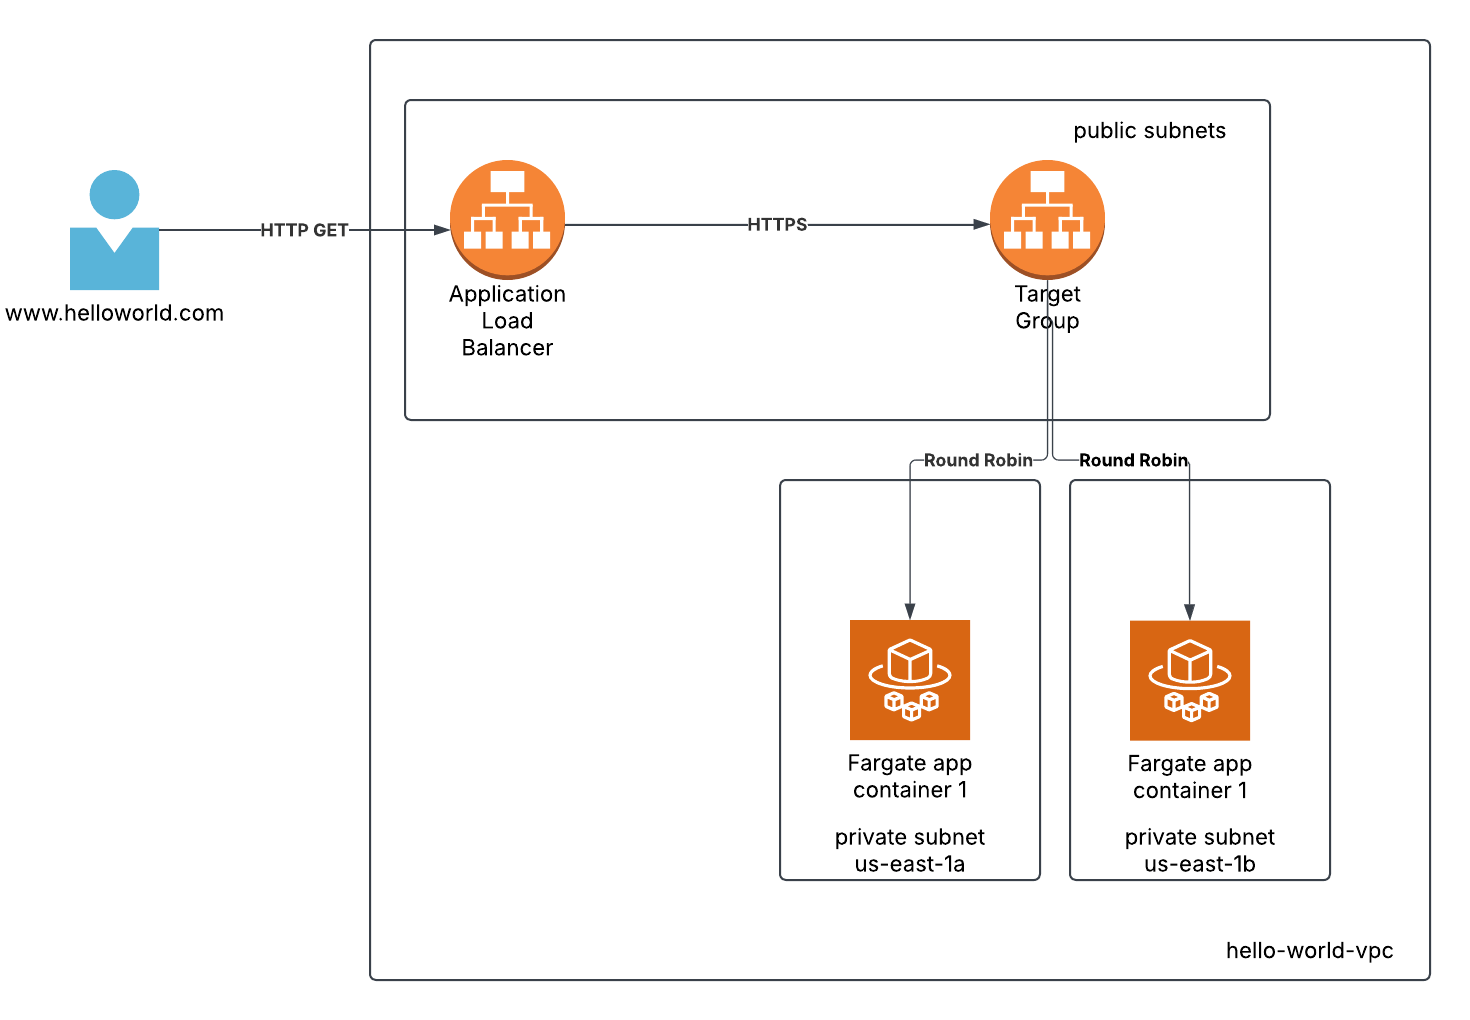 public subnets
HTTP GET
HTTPS
www.helloworld.com
Application
Load
Balancer
Target
Group
Round Robin
Round Robin
Fargate app
container 1
private subnet
us-east-1a
Fargate app
container 1
private subnet
us-east-1b
hello-world-vpc